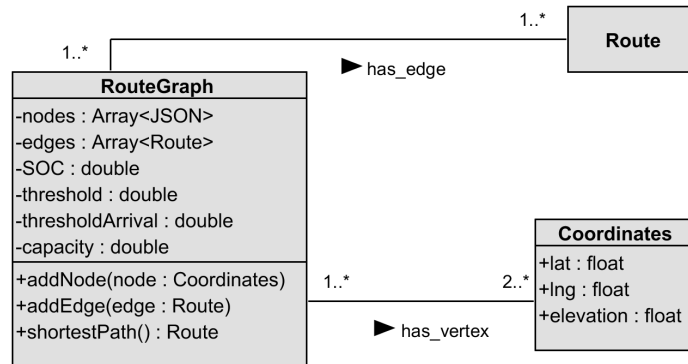 1..*
1..*
Route
has_edge
RouteGraph
-nodes : Array<JSON>
-edges : Array<Route>
-SOC : double
-threshold : double
-thresholdArrival : double
-capacity : double
+addNode(node : Coordinates)
+addEdge(edge : Route)
+shortestPath() : Route
1..*
2..*
has_vertex
Coordinates
+lat : float
+lng : float
+elevation : float